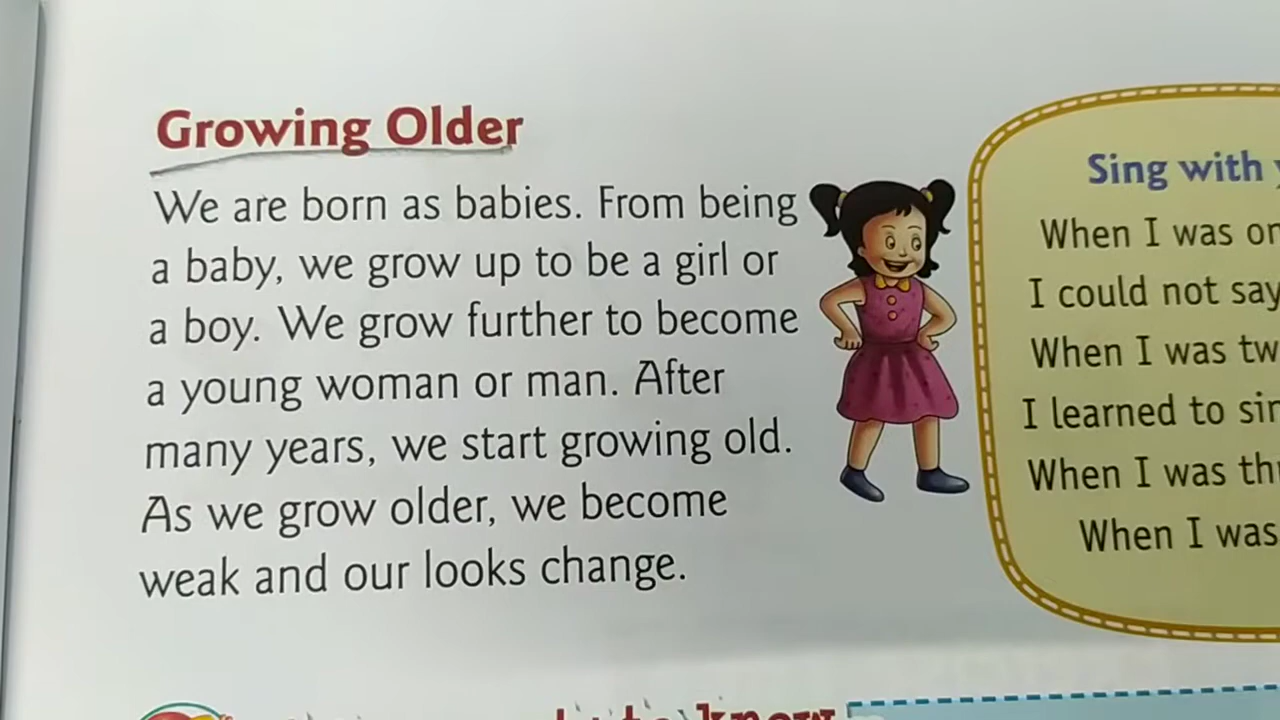 Growing Older
We are born as babies. From being
a baby, we grow up to be a girl or
a boy. We grow further to become
a young woman or man. After
many years, we start growing old.
As we grow older, we become
weak and our looks change.
Sing with
When I was
I could not say
When I was
I learned to
When I was
When I was
know